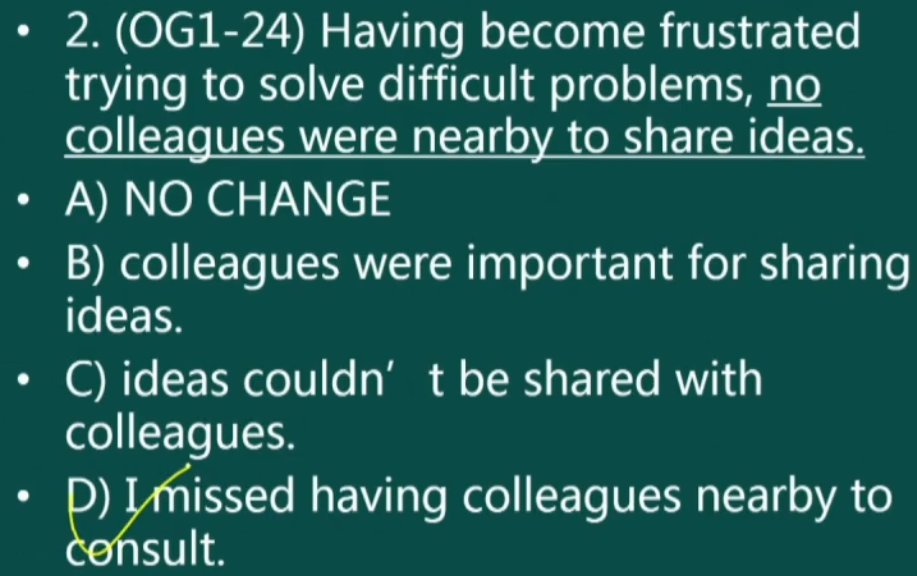 • 2. (OG1-24) Having become frustrated
trying to solve difficult problems, no
colleagues were nearby to share ideas.
• A) NO CHANGE
• B) colleagues were important for sharing
ideas.
• C) ideas couldn’ t be shared with
colleagues.
• D) I missed having colleagues nearby to
consult.